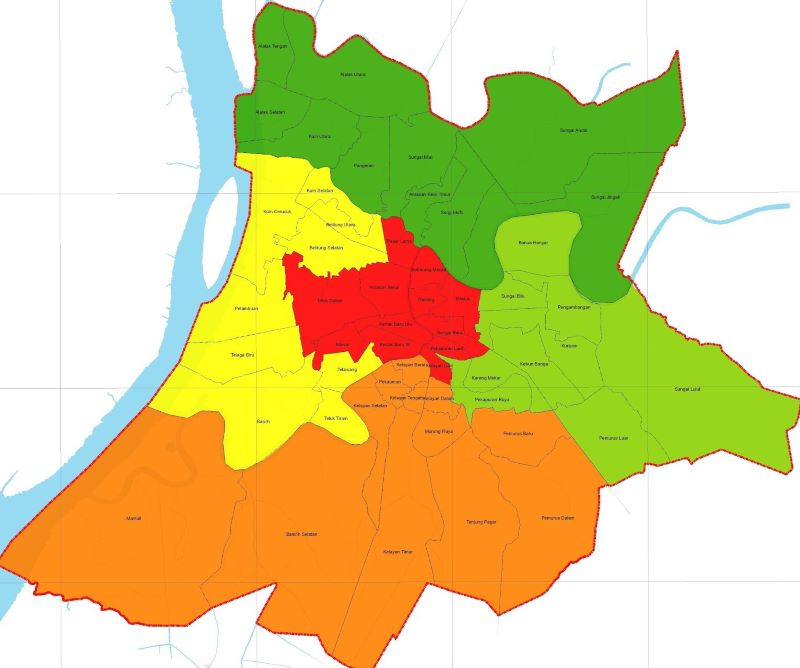 Alalak Tengah
Alalak Utara
Alalak Selatan
Kuin Utara
Sungai Andai
Sungai Miai
Pangeran
Antasan Kecil Timur
Sungai Jingah
Kuin Selatan
Surgi Mufti
Kuin Cerucuk
Belitung Utara
Pasar Lama
Banua Hanyar
Belitung Selatan
Seberang Mesjid
Antasan Besar
Teluk Dalam
Gadang
Melayu
Sungai Bilu
Pelambuan
Pengambangan
Kertak Baru Ulu
Sungai Baru
Mawar
Kertak Baru Ilir
Pekapuran Laut
Kuripan
Telaga Biru
Telawang
Kelayan Barat
Kelayan Luar
Kebun Bunga
Pekauman
Karang Mekar
Sungai Lulut
Kelayan Tengah
Kelayan Dalam
Pekapuran Raya
Kelayan Selatan
Basirih
Teluk Tiram
Murung Raya
Pemurus Baru
Pemurus Luar
Mantuil
Pemurus Dalam
Tanjung Pagar
Basirih Selatan
Kelayan Timur